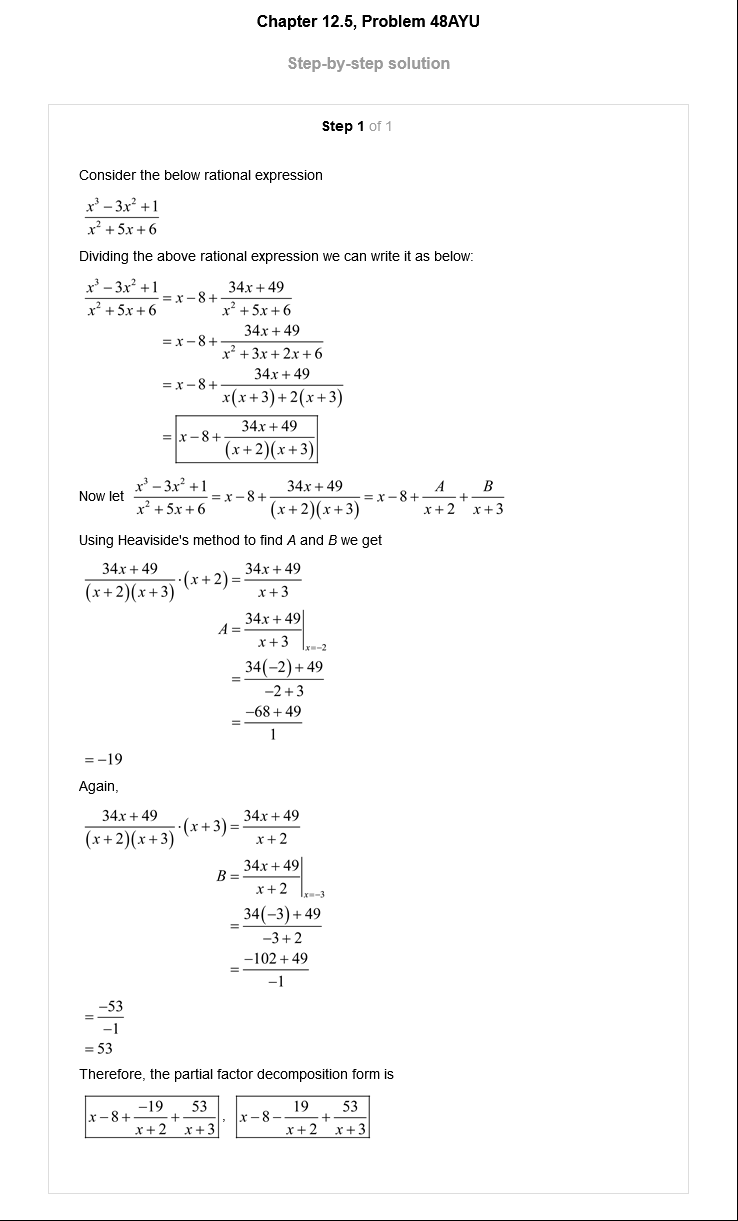 Chapter 12.5, Problem 48AYU
Step-by-step solution
Step 1 of 1
Consider the below rational expression
\frac{x^3-3x^2+1}{x^2+5x+6}
Dividing the above rational expression we can write it as below:
\frac{x^3-3x^2+1}{x^2+5x+6}=x-8+\frac{34x+49}{x^2+5x+6}
=x-8+\frac{34x+49}{x^2+3x+2x+6}
=x-8+\frac{34x+49}{x(x+3)+2(x+3)}
=x-8+\frac{34x+49}{(x+2)(x+3)}
Now let \frac{x^3-3x^2+1}{x^2+5x+6}=x-8+\frac{34x+49}{(x+2)(x+3)}=x-8+\frac{A}{x+2}+\frac{B}{x+3}
Using Heaviside's method to find A and B we get
\frac{34x+49}{(x+2)(x+3)}·(x+2)=\frac{34x+49}{x+3}
A=\frac{34x+49}{x+3}|_{x=-2}
=\frac{34(-2)+49}{-2+3}
=\frac{-68+49}{1}
=-19
Again,
\frac{34x+49}{(x+2)(x+3)}·(x+3)=\frac{34x+49}{x+2}
B=\frac{34x+49}{x+2}|_{x=-3}
=\frac{34(-3)+49}{-3+2}
=\frac{-102+49}{-1}
=\frac{-53}{-1}
=53
Therefore, the partial factor decomposition form is
x-8+\frac{-19}{x+2}+\frac{53}{x+3}, x-8-\frac{19}{x+2}+\frac{53}{x+3}